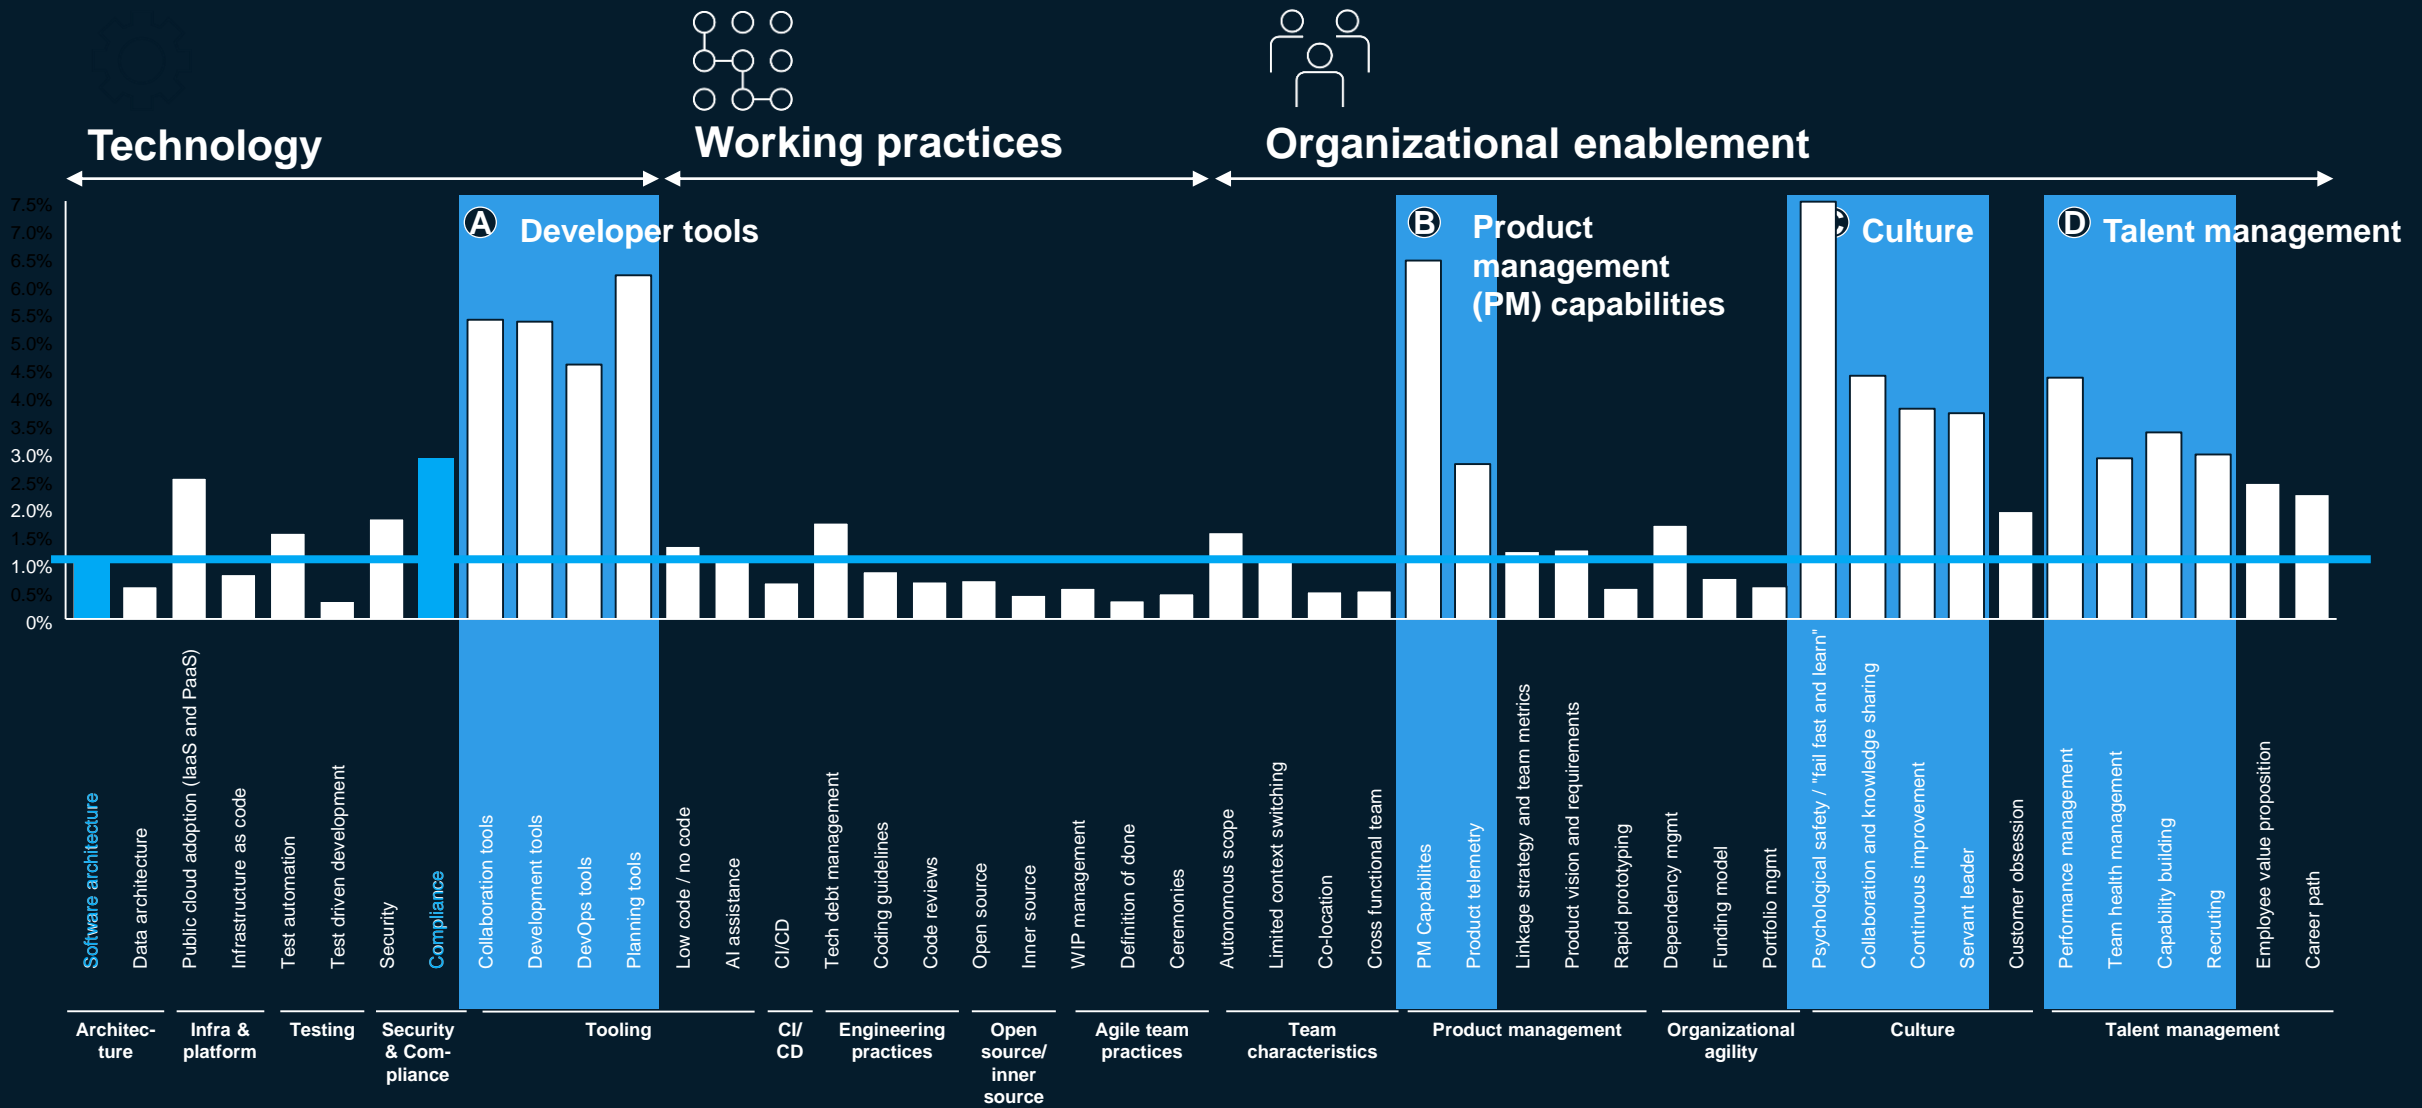 Technology
Working practices
Organizational enablement
7.5%
7.0%
6.5%
6.0%
5.5%
5.0%
4.5%
4.0%
3.5%
3.0%
2.5%
2.0%
1.5%
1.0%
0.5%
0%
A
Developer tools
B
Product
management
(PM) capabilities
C
Culture
D
Talent management
Software architecture
Data architecture
Public cloud adoption (IaaS and PaaS)
Infrastructure as code
Test automation
Test driven development
Security
Compliance
Collaboration tools
Development tools
DevOps tools
Planning tools
Low code / no code
AI assistance
CI/CD
Tech debt management
Coding guidelines
Code reviews
Open source
Inner source
WIP management
Definition of done
Ceremonies
Autonomous scope
Limited context switching
Co-location
Cross functional team
PM Capabilites
Product telemetry
Linkage strategy and team metrics
Product vision and requirements
Rapid prototyping
Dependency mgmt
Funding model
Portfolio mgmt
Psychological safety / "fail fast and learn"
Collaboration and knowledge sharing
Continuous improvement
Servant leader
Customer obsession
Performance management
Team health management
Capability building
Recruting
Employee value proposition
Career path
Architec-
ture
Infra &
platform
Testing
Security
& Com-
pliance
Tooling
CI/
CD
Engineering
practices
Open
source/
inner
source
Agile team
practices
Team
characteristics
Product management
Organizational
agility
Culture
Talent management